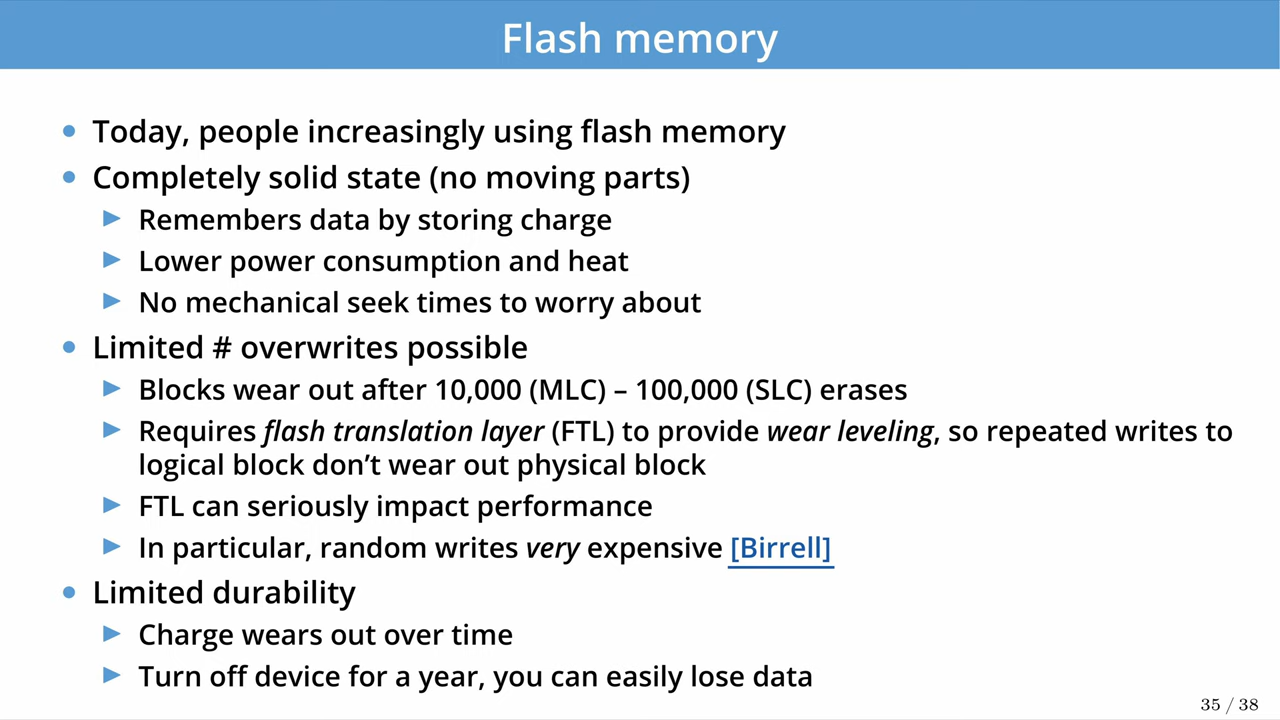 Flash memory
• Today, people increasingly using flash memory
• Completely solid state (no moving parts)
▶ Remembers data by storing charge
▶ Lower power consumption and heat
▶ No mechanical seek times to worry about
• Limited # overwrites possible
▶ Blocks wear out after 10,000 (MLC) – 100,000 (SLC) erases
▶ Requires flash translation layer (FTL) to provide wear leveling, so repeated writes to
logical block don’t wear out physical block
▶ FTL can seriously impact performance
▶ In particular, random writes very expensive [Birrell]
• Limited durability
▶ Charge wears out over time
▶ Turn off device for a year, you can easily lose data
35 / 38